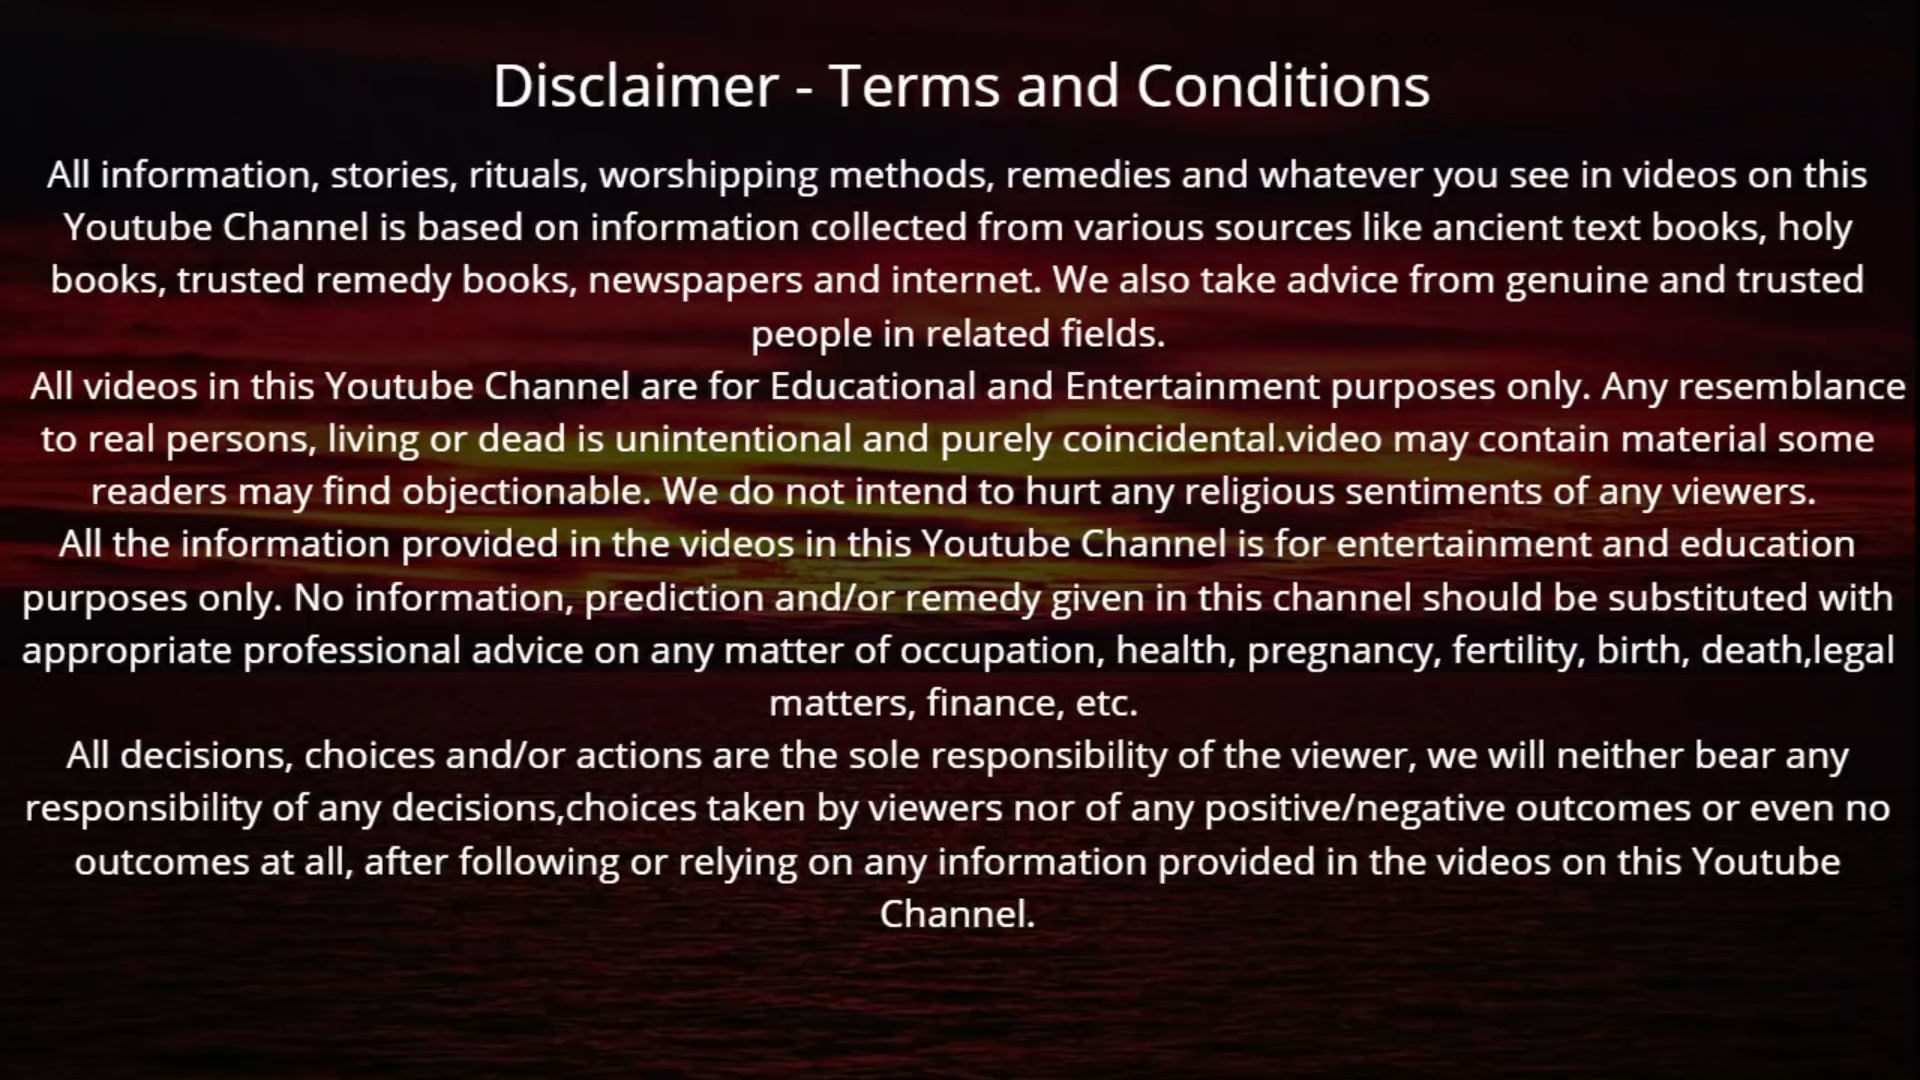 Disclaimer - Terms and Conditions
All information, stories, rituals, worshipping methods, remedies and whatever you see in videos on this
Youtube Channel is based on information collected from various sources like ancient text books, holy
books, trusted remedy books, newspapers and internet. We also take advice from genuine and trusted
people in related fields.
All videos in this Youtube Channel are for Educational and Entertainment purposes only. Any resemblance
to real persons, living or dead is unintentional and purely coincidental.video may contain material some
readers may find objectionable. We do not intend to hurt any religious sentiments of any viewers.
All the information provided in the videos in this Youtube Channel is for entertainment and education
purposes only. No information, prediction and/or remedy given in this channel should be substituted with
appropriate professional advice on any matter of occupation, health, pregnancy, fertility, birth, death,legal
matters, finance, etc.
All decisions, choices and/or actions are the sole responsibility of the viewer, we will neither bear any
responsibility of any decisions,choices taken by viewers nor of any positive/negative outcomes or even no
outcomes at all, after following or relying on any information provided in the videos on this Youtube
Channel.